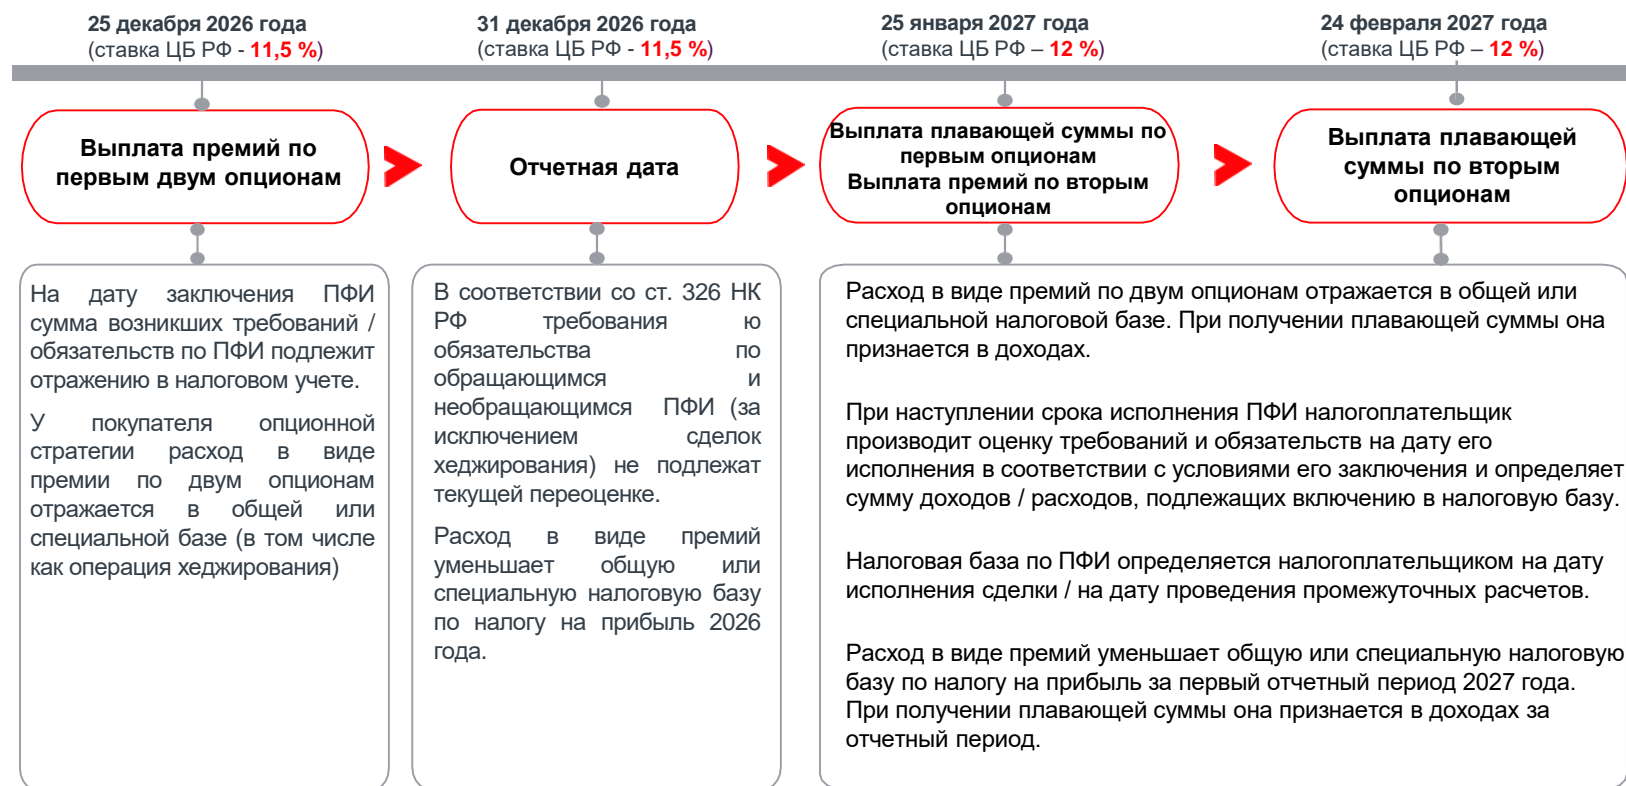 25 декабря 2026 года
(ставка ЦБ РФ - 11,5 %)
31 декабря 2026 года
(ставка ЦБ РФ - 11,5 %)
25 января 2027 года
(ставка ЦБ РФ – 12 %)
24 февраля 2027 года
(ставка ЦБ РФ – 12 %)
Выплата премий по
первым двум опционам
Отчетная дата
Выплата плавающей суммы по
первым опционам
Выплата премий по вторым
опционам
Выплата плавающей
суммы по вторым
опционам
На дату заключения ПФИ
сумма возникших требований /
обязательств по ПФИ подлежит
отражению в налоговом учете.
У покупателя опционной
стратегии расход в виде
премии по двум опционам
отражается в общей или
специальной базе (в том числе
как операция хеджирования)
В соответствии со ст. 326 НК
РФ требования ю
обязательства по
обращающимся и
необращающимся ПФИ (за
исключением сделок
хеджирования) не подлежат
текущей переоценке.
Расход в виде премий
уменьшает общую или
специальную налоговую базу
по налогу на прибыль 2026
года.
Расход в виде премий по двум опционам отражается в общей или
специальной налоговой базе. При получении плавающей суммы она
признается в доходах.
При наступлении срока исполнения ПФИ налогоплательщик
производит оценку требований и обязательств на дату его
исполнения в соответствии с условиями его заключения и определяет
сумму доходов / расходов, подлежащих включению в налоговую базу.
Налоговая база по ПФИ определяется налогоплательщиком на дату
исполнения сделки / на дату проведения промежуточных расчетов.
Расход в виде премий уменьшает общую или специальную налоговую
базу по налогу на прибыль за первый отчетный период 2027 года.
При получении плавающей суммы она признается в доходах за
отчетный период.